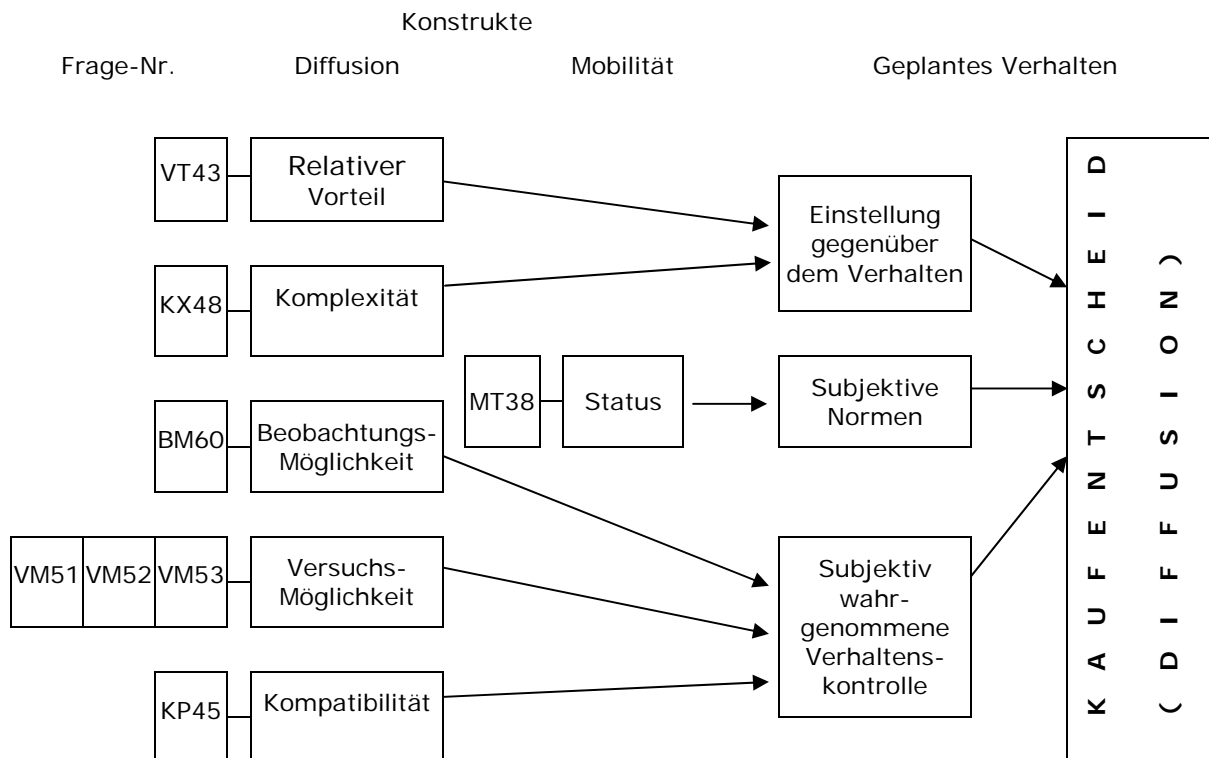 Konstrukte
Frage-Nr. Diffusion Mobilität Geplantes Verhalten
VT43
Relativer
Vorteil
KX48
Komplexität
Einstellung
gegenüber
dem Verhalten
MT38
Status
Subjektive
Normen
BM60
Beobachtungs-
Möglichkeit
VM51 VM52 VM53
Versuchs-
Möglichkeit
Subjektiv
wahr-
genommene
Verhaltens-
kontrolle
KP45
Kompatibilität
KAUFENTSCHEID
(DIFFUSION)